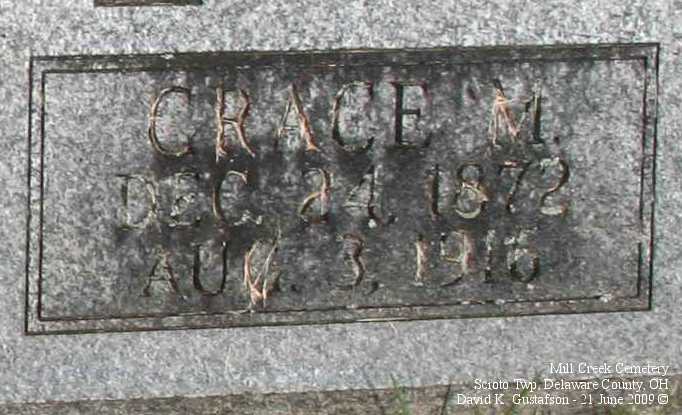 GRACE M.
DEC. 24, 1872
AUG. 3, 1916
Mill Creek Cemetery
Scioto Twp, Delaware County, OH
David K. Gustafson - 21 June 2009 ©